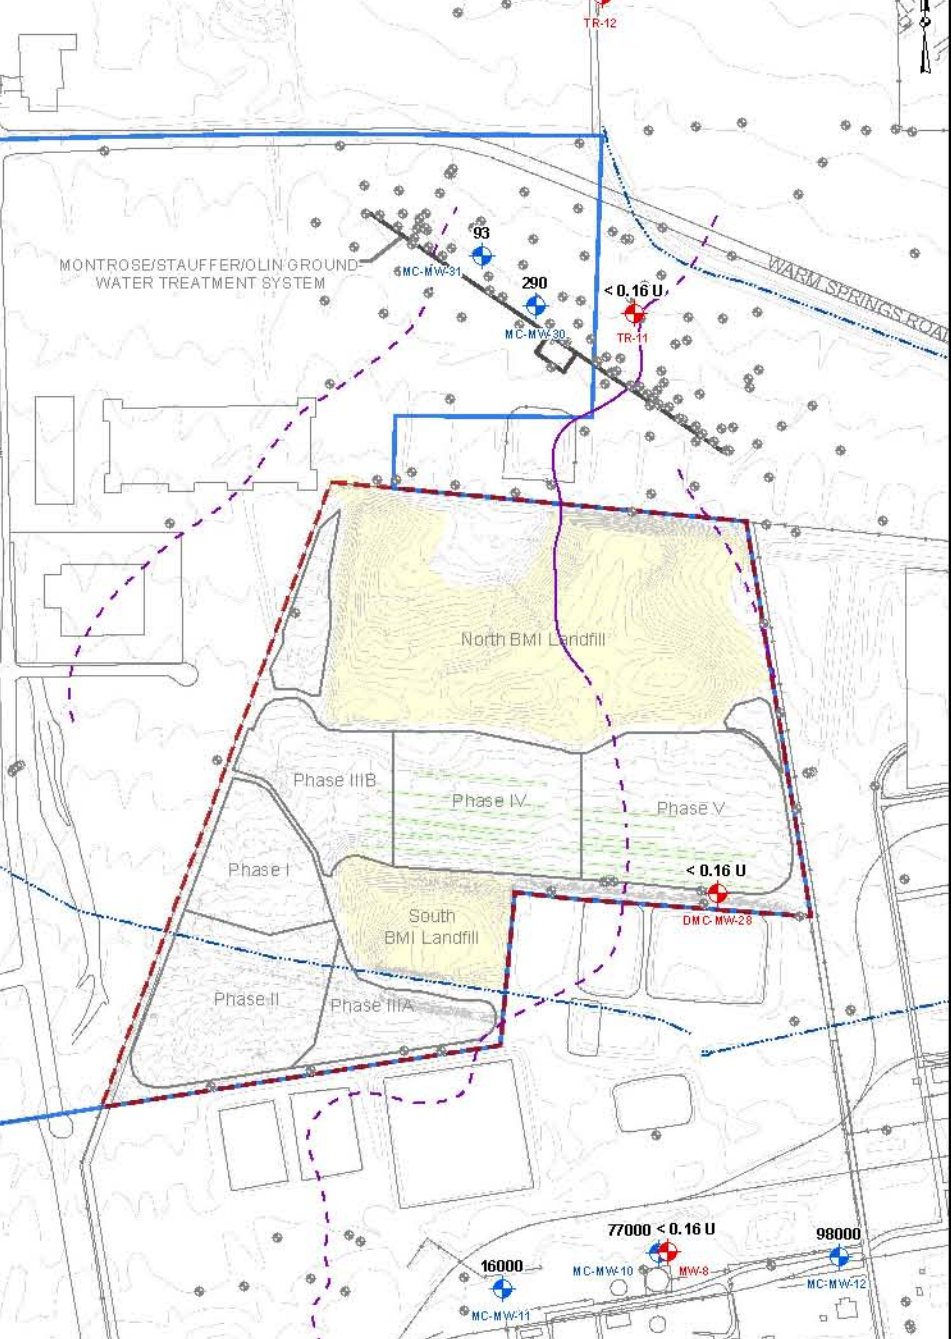 TR-12
93
MONTROSE/STAUFFER/OLIN GROUND-
WATER TREATMENT SYSTEM
MC-MW-31
WARM SPRINGS ROAD
290
< 0.16 U
MC-MW-30
TR-11
North BMI Landfill
Phase IIIB
Phase IV
Phase V
Phase I
< 0.16 U
South
BMI Landfill
DMC-MW-28
Phase II
Phase IIIA
77000 < 0.16 U
98000
16000
MC-MW-10
MW-8
MC-MW-12
MC-MW-11